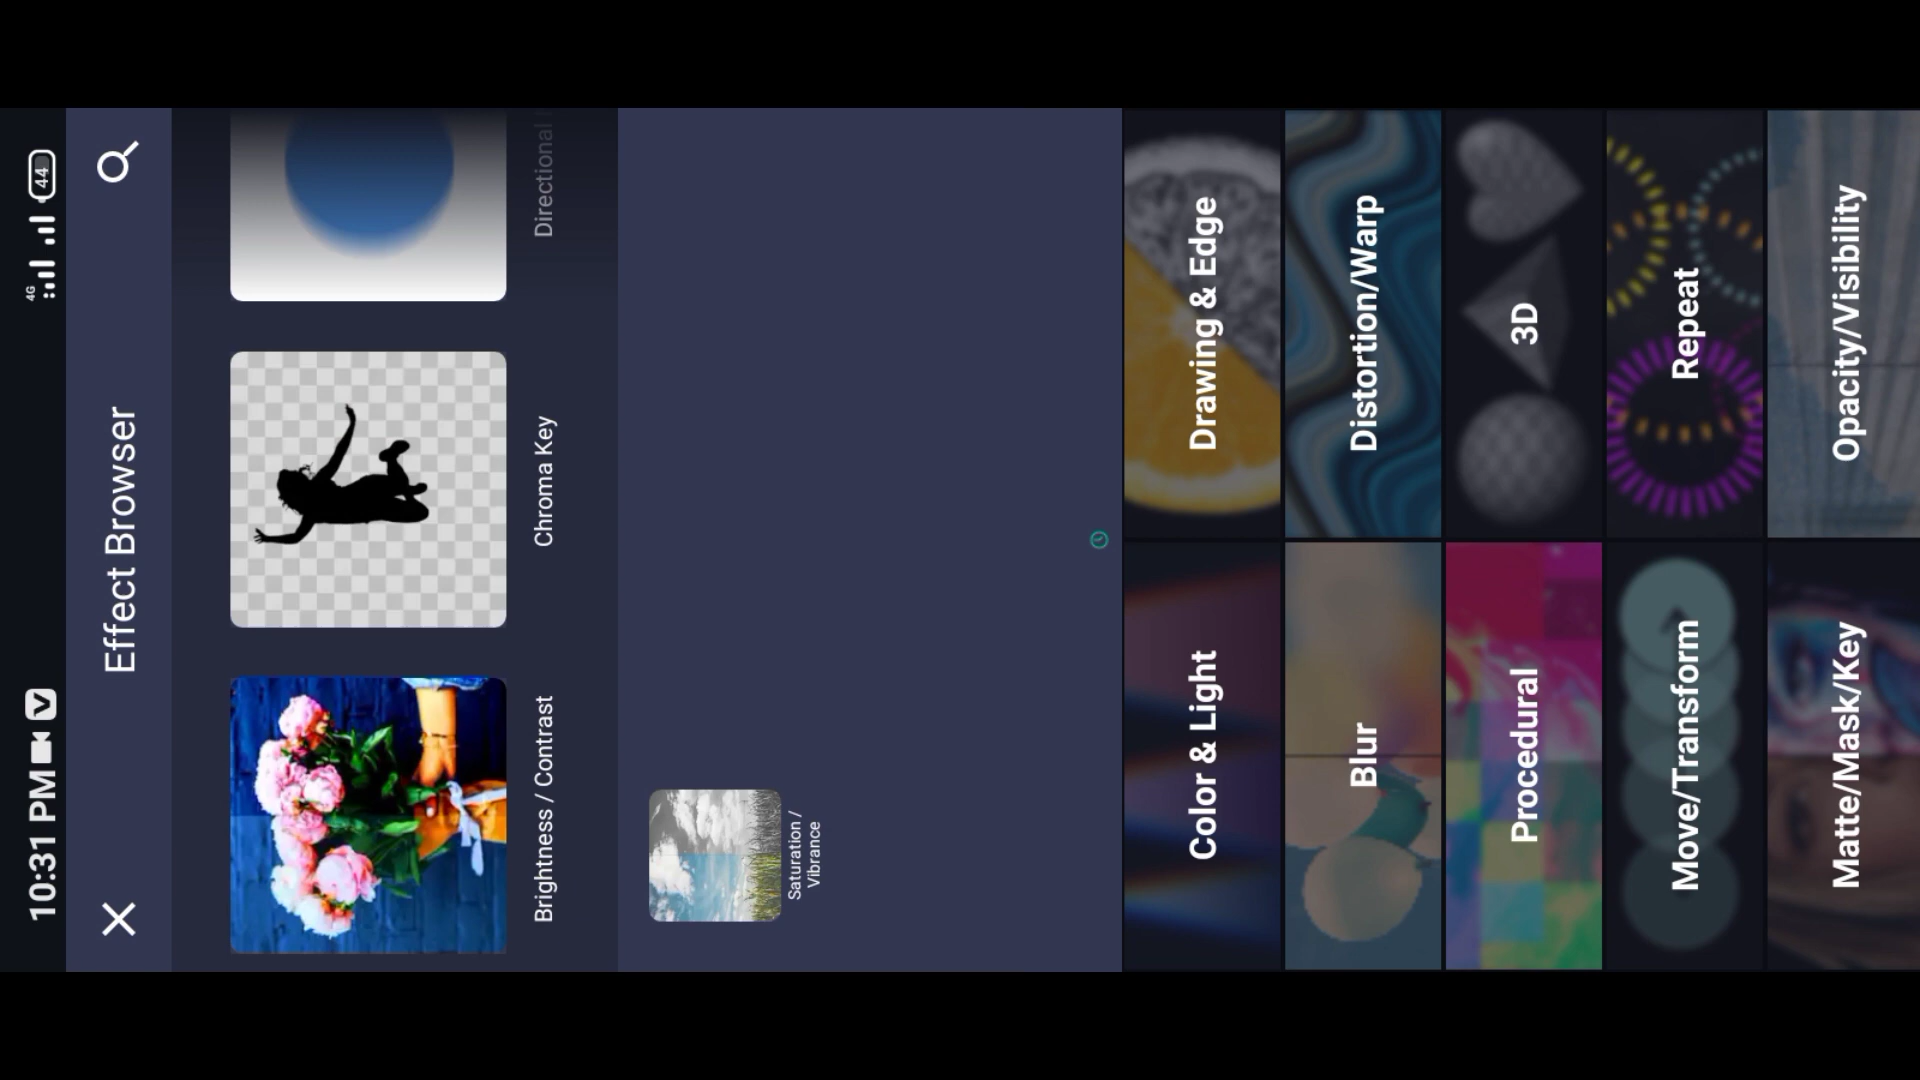 10:31 PM
4G
44
Effect Browser
Brightness / Contrast
Chroma Key
Directional
Saturation /
Vibrance
Color & Light
Drawing & Edge
Blur
Distortion/Warp
Procedural
3D
Move/Transform
Repeat
Matte/Mask/Key
Opacity/Visiblity